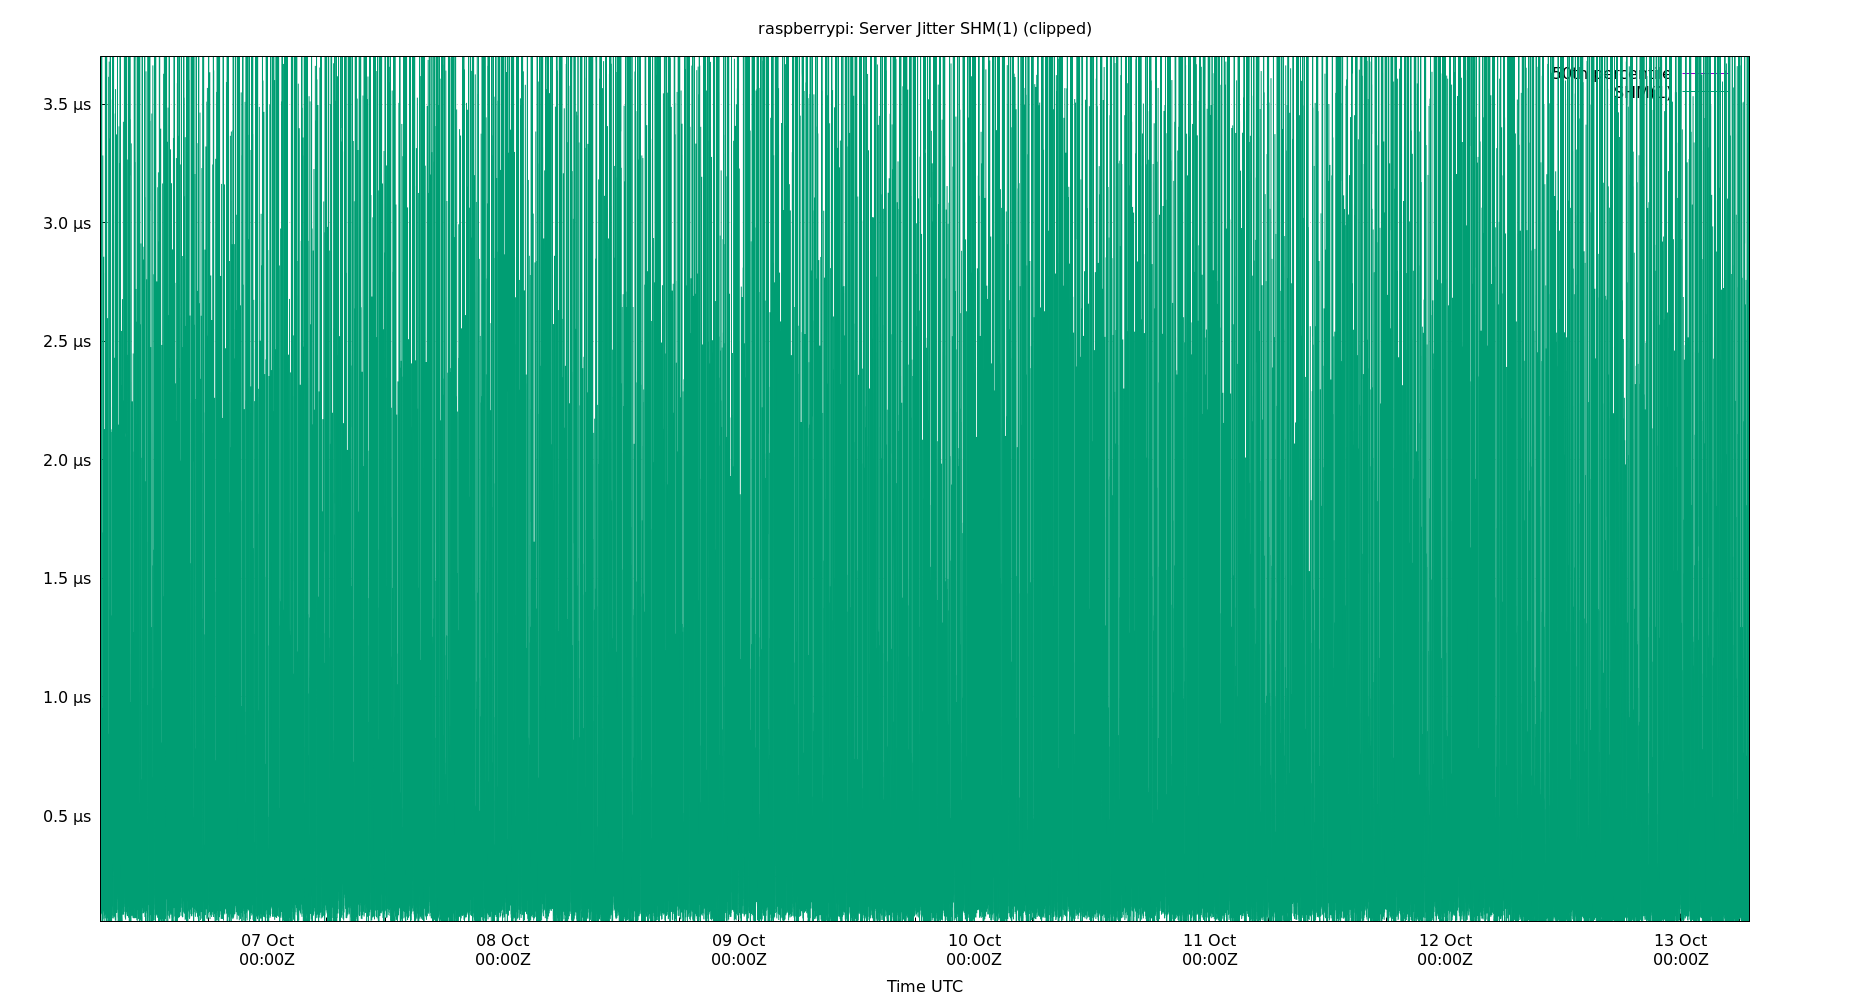 raspberrypi: Server Jitter SHM(1) (clipped)
50th percentile
SHM(1)
3.5 µs
3.0 µs
2.5 µs
2.0 µs
1.5 µs
1.0 µs
0.5 µs
07 Oct
00:00Z
08 Oct
00:00Z
09 Oct
00:00Z
10 Oct
00:00Z
11 Oct
00:00Z
12 Oct
00:00Z
13 Oct
00:00Z
Time UTC